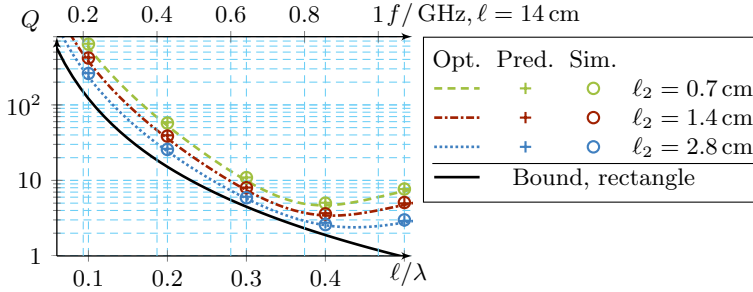 Q 0.2 0.4 0.6 0.8 1 f/ GHz, ℓ = 14 cm
10²
10
1
0.1 0.2 0.3 0.4 ℓ/λ
Opt. Pred. Sim.
ℓ₂ = 0.7 cm
ℓ₂ = 1.4 cm
ℓ₂ = 2.8 cm
Bound, rectangle